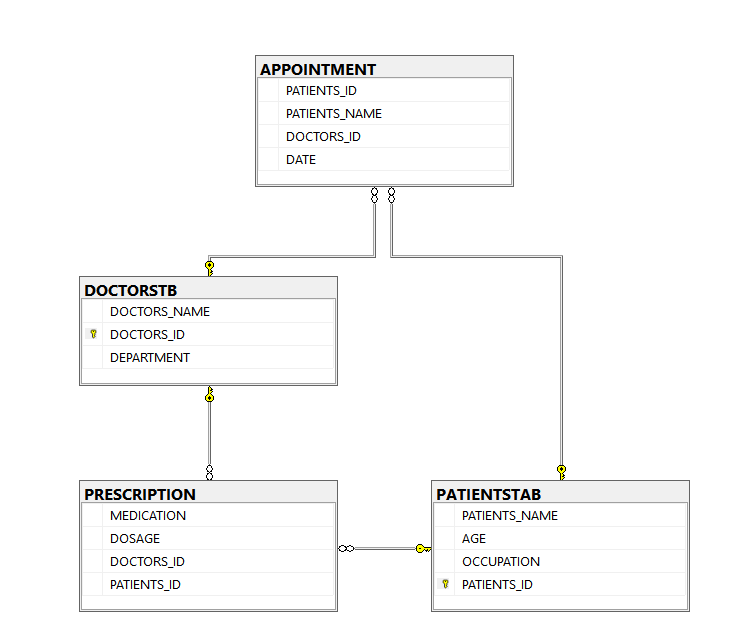 APPOINTMENT
PATIENTS_ID
PATIENTS_NAME
DOCTORS_ID
DATE
DOCTORSTB
DOCTORS_NAME
DOCTORS_ID
DEPARTMENT
PRESCRIPTION
MEDICATION
DOSAGE
DOCTORS_ID
PATIENTS_ID
PATIENTSTAB
PATIENTS_NAME
AGE
OCCUPATION
PATIENTS_ID